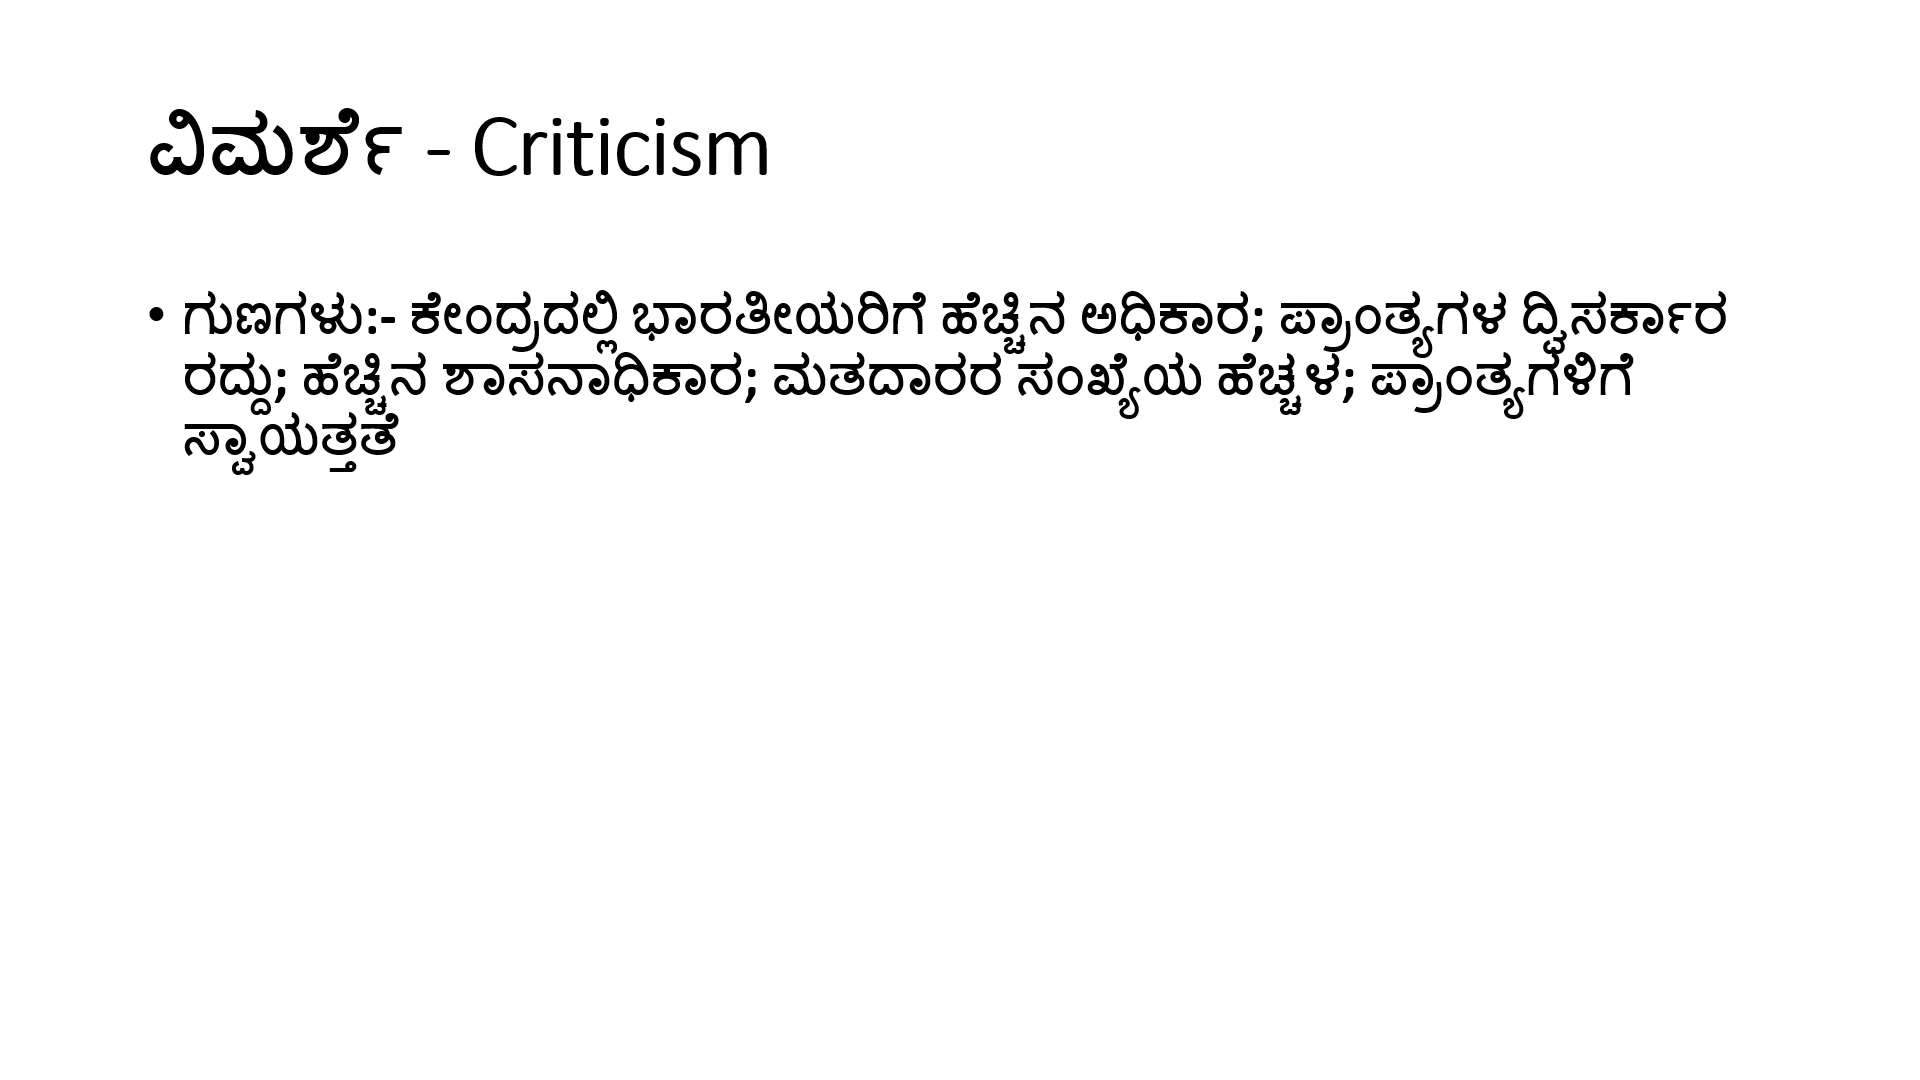 ವಿಮರ್ಶೆ - Criticism
• ಗುಣಗಳು:- ಕೇಂದ್ರದಲ್ಲಿ ಭಾರತೀಯರಿಗೆ ಹೆಚ್ಚಿನ ಅಧಿಕಾರ; ಪ್ರಾಂತ್ಯಗಳ ದ್ವಿಸರ್ಕಾರ
ರದ್ದು; ಹೆಚ್ಚಿನ ಶಾಸನಾಧಿಕಾರ; ಮತದಾರರ ಸಂಖ್ಯೆಯ ಹೆಚ್ಚಳ; ಪ್ರಾಂತ್ಯಗಳಿಗೆ
ಸ್ವಾಯತ್ತತೆ